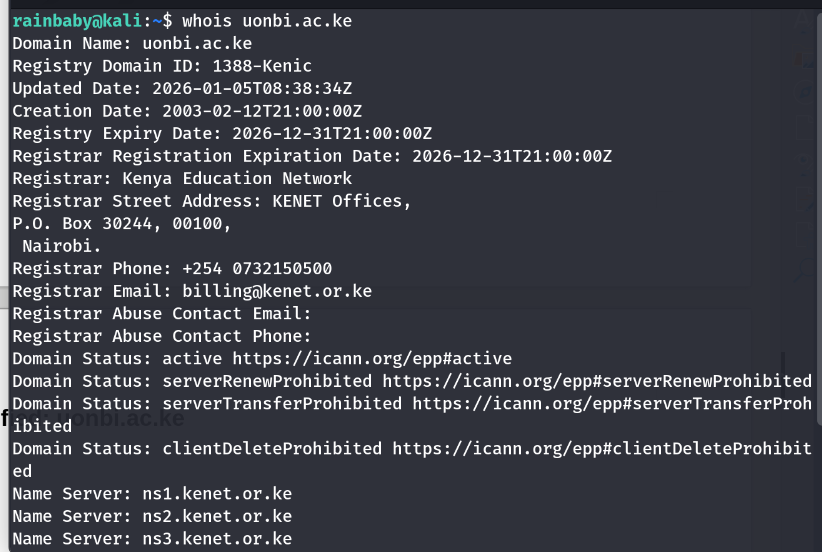 rainbaby@kali:~$ whois uonbi.ac.ke
Domain Name: uonbi.ac.ke
Registry Domain ID: 1388-Kenic
Updated Date: 2026-01-05T08:38:34Z
Creation Date: 2003-02-12T21:00:00Z
Registry Expiry Date: 2026-12-31T21:00:00Z
Registrar Registration Expiration Date: 2026-12-31T21:00:00Z
Registrar: Kenya Education Network
Registrar Street Address: KENET Offices,
P.O. Box 30244, 00100,
 Nairobi.
Registrar Phone: +254 0732150500
Registrar Email: billing@kenet.or.ke
Registrar Abuse Contact Email:
Registrar Abuse Contact Phone:
Domain Status: active https://icann.org/epp#active
Domain Status: serverRenewProhibited https://icann.org/epp#serverRenewProhibited
Domain Status: serverTransferProhibited https://icann.org/epp#serverTransferProh
uonbi.ac.ke
ibited
Domain Status: clientDeleteProhibited https://icann.org/epp#clientDeleteProhibit
ed
Name Server: ns1.kenet.or.ke
Name Server: ns2.kenet.or.ke
Name Server: ns3.kenet.or.ke